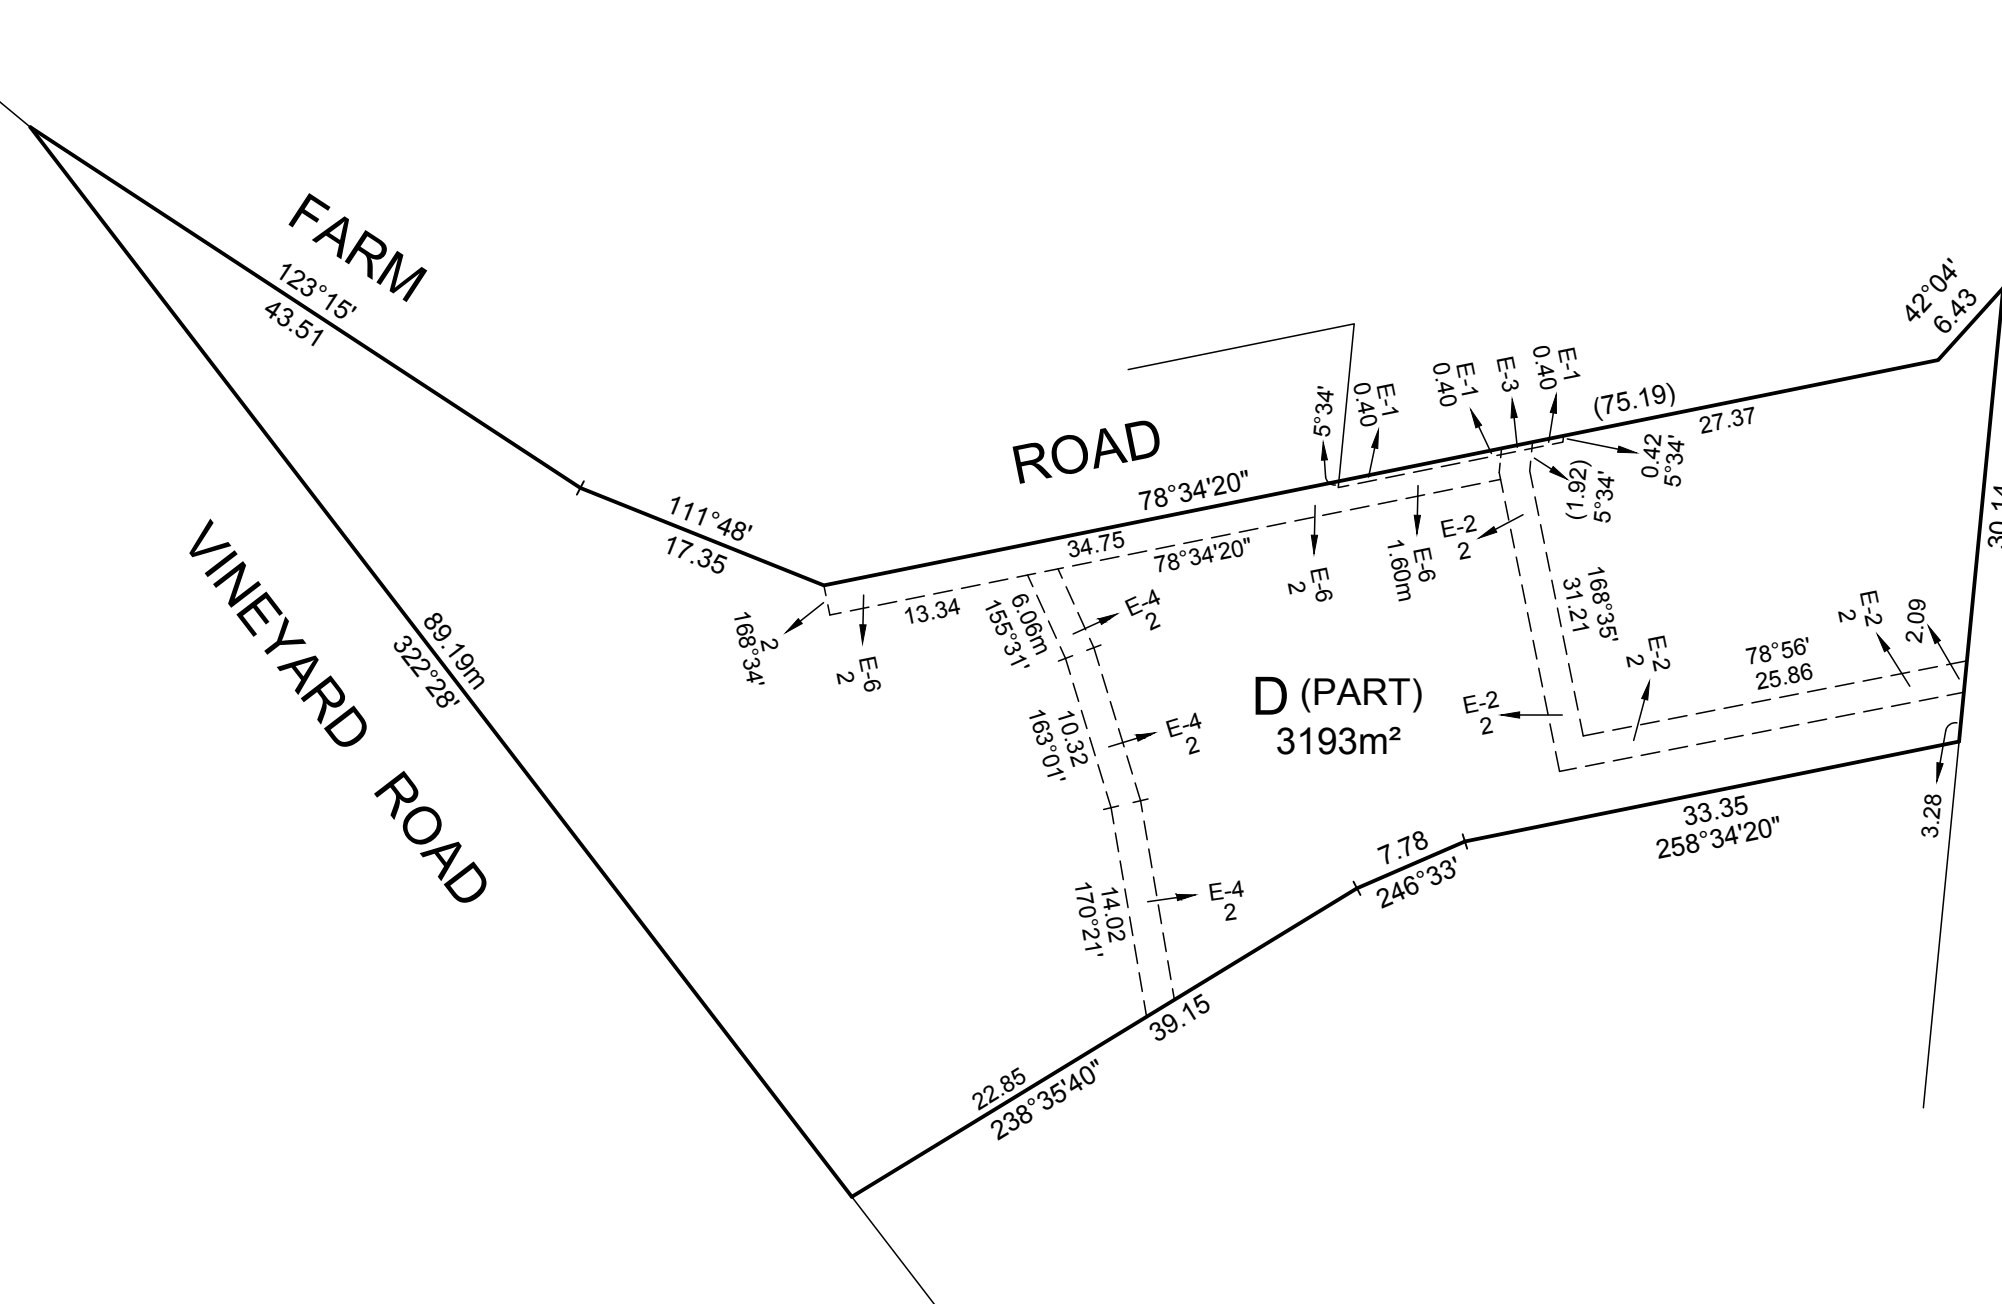 FARM
123°15'
43.51
42°04'
6.43
E-1
0.40
E-3
E-1
0.40
E-1
0.40
5°34'
(75.19)
27.37
ROAD
78°34'20"
0.42
5°34'
(1.92)
5°34'
30.14
111°48'
17.35
34.75
78°34'20"
E-2
2
E-6
1.60m
E-6
2
VINEYARD ROAD
89.19m
322°28'
2
168°34'
E-6
2
13.34
6.06m
155°31'
E-4
2
168°35'
31.21
E-2
2
E-2
2
2.09
78°56'
25.86
D (PART)
3193m²
E-2
2
10.32
163°01'
E-4
2
3.28
33.35
258°34'20"
7.78
246°33'
14.02
170°21'
E-4
2
39.15
22.85
238°35'40"